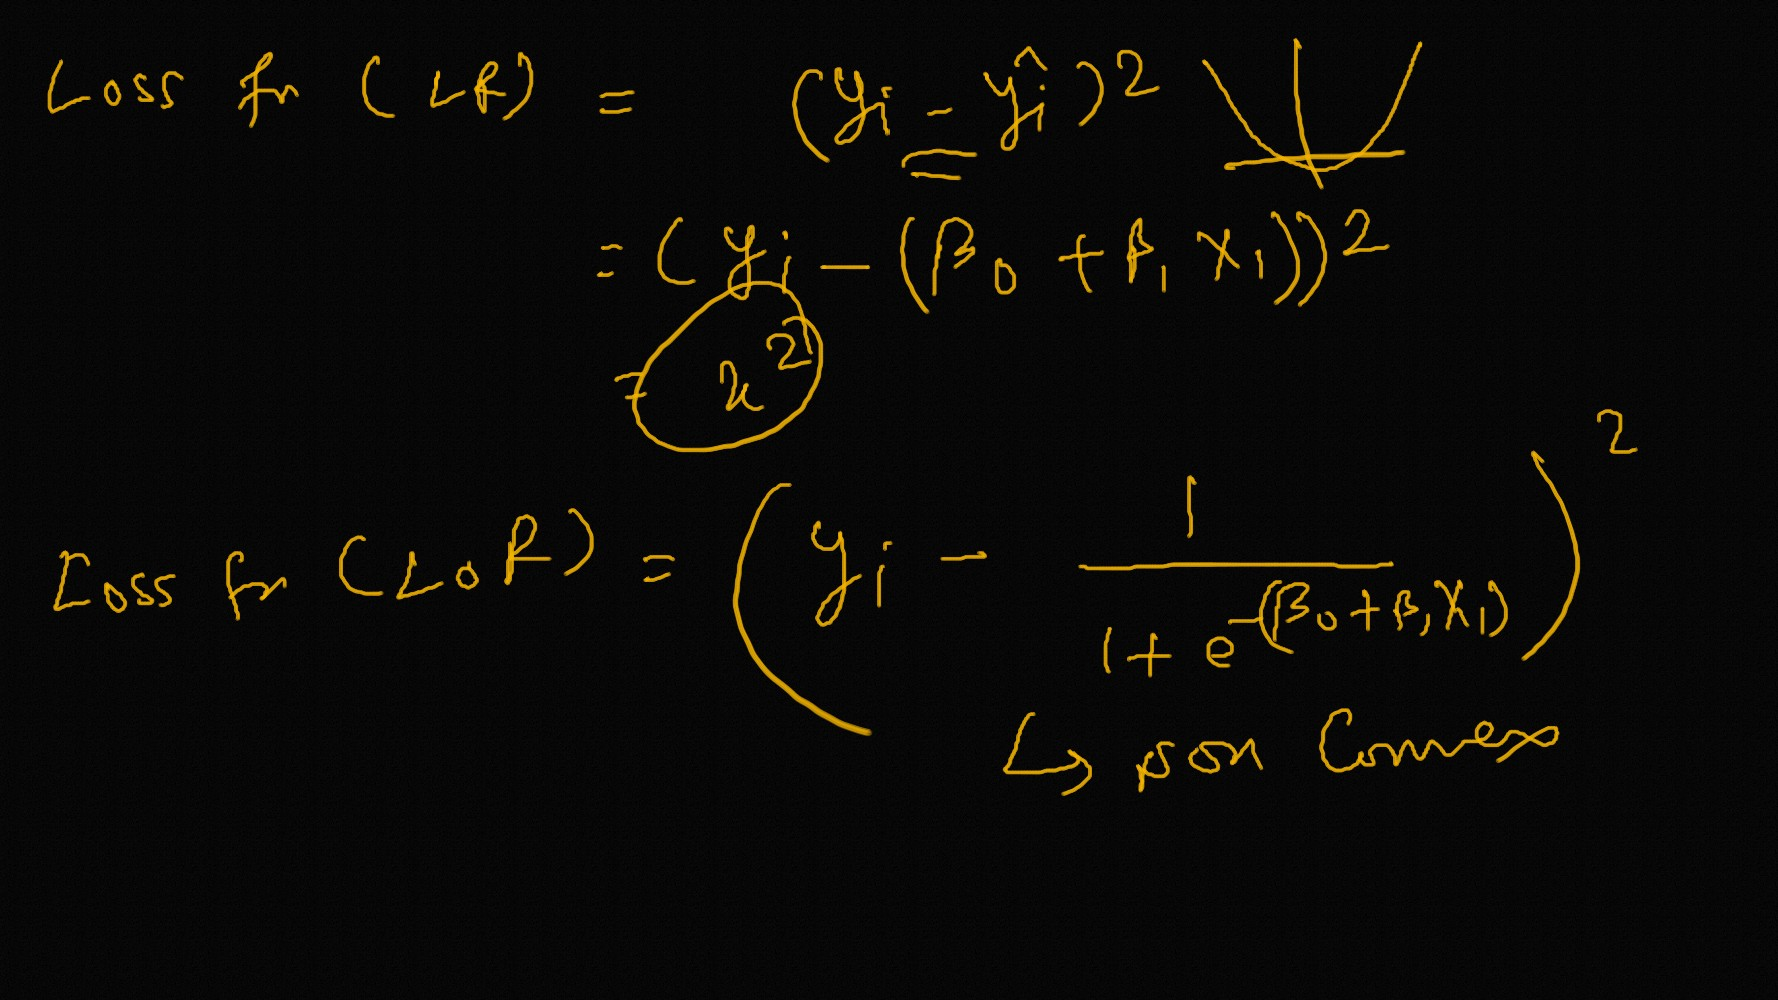 Loss fn (LR) = (yi - ŷi)²
= (yi - (β0 + β1 X1))²
= x²
Loss fn (LoR) = (yi - 1 / (1 + e^-(β0 + β1X1)))²
↳ non Convex